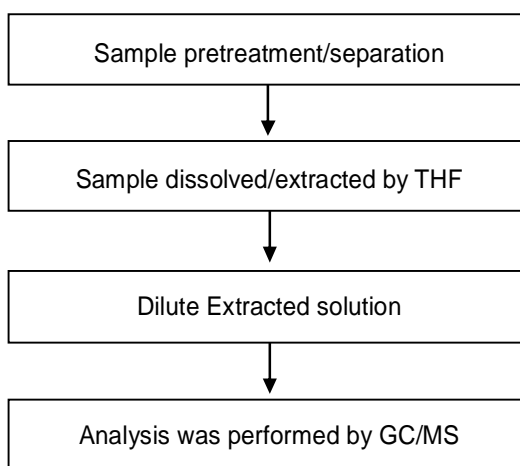 Sample pretreatment/separation
Sample dissolved/extracted by THF
Dilute Extracted solution
Analysis was performed by GC/MS